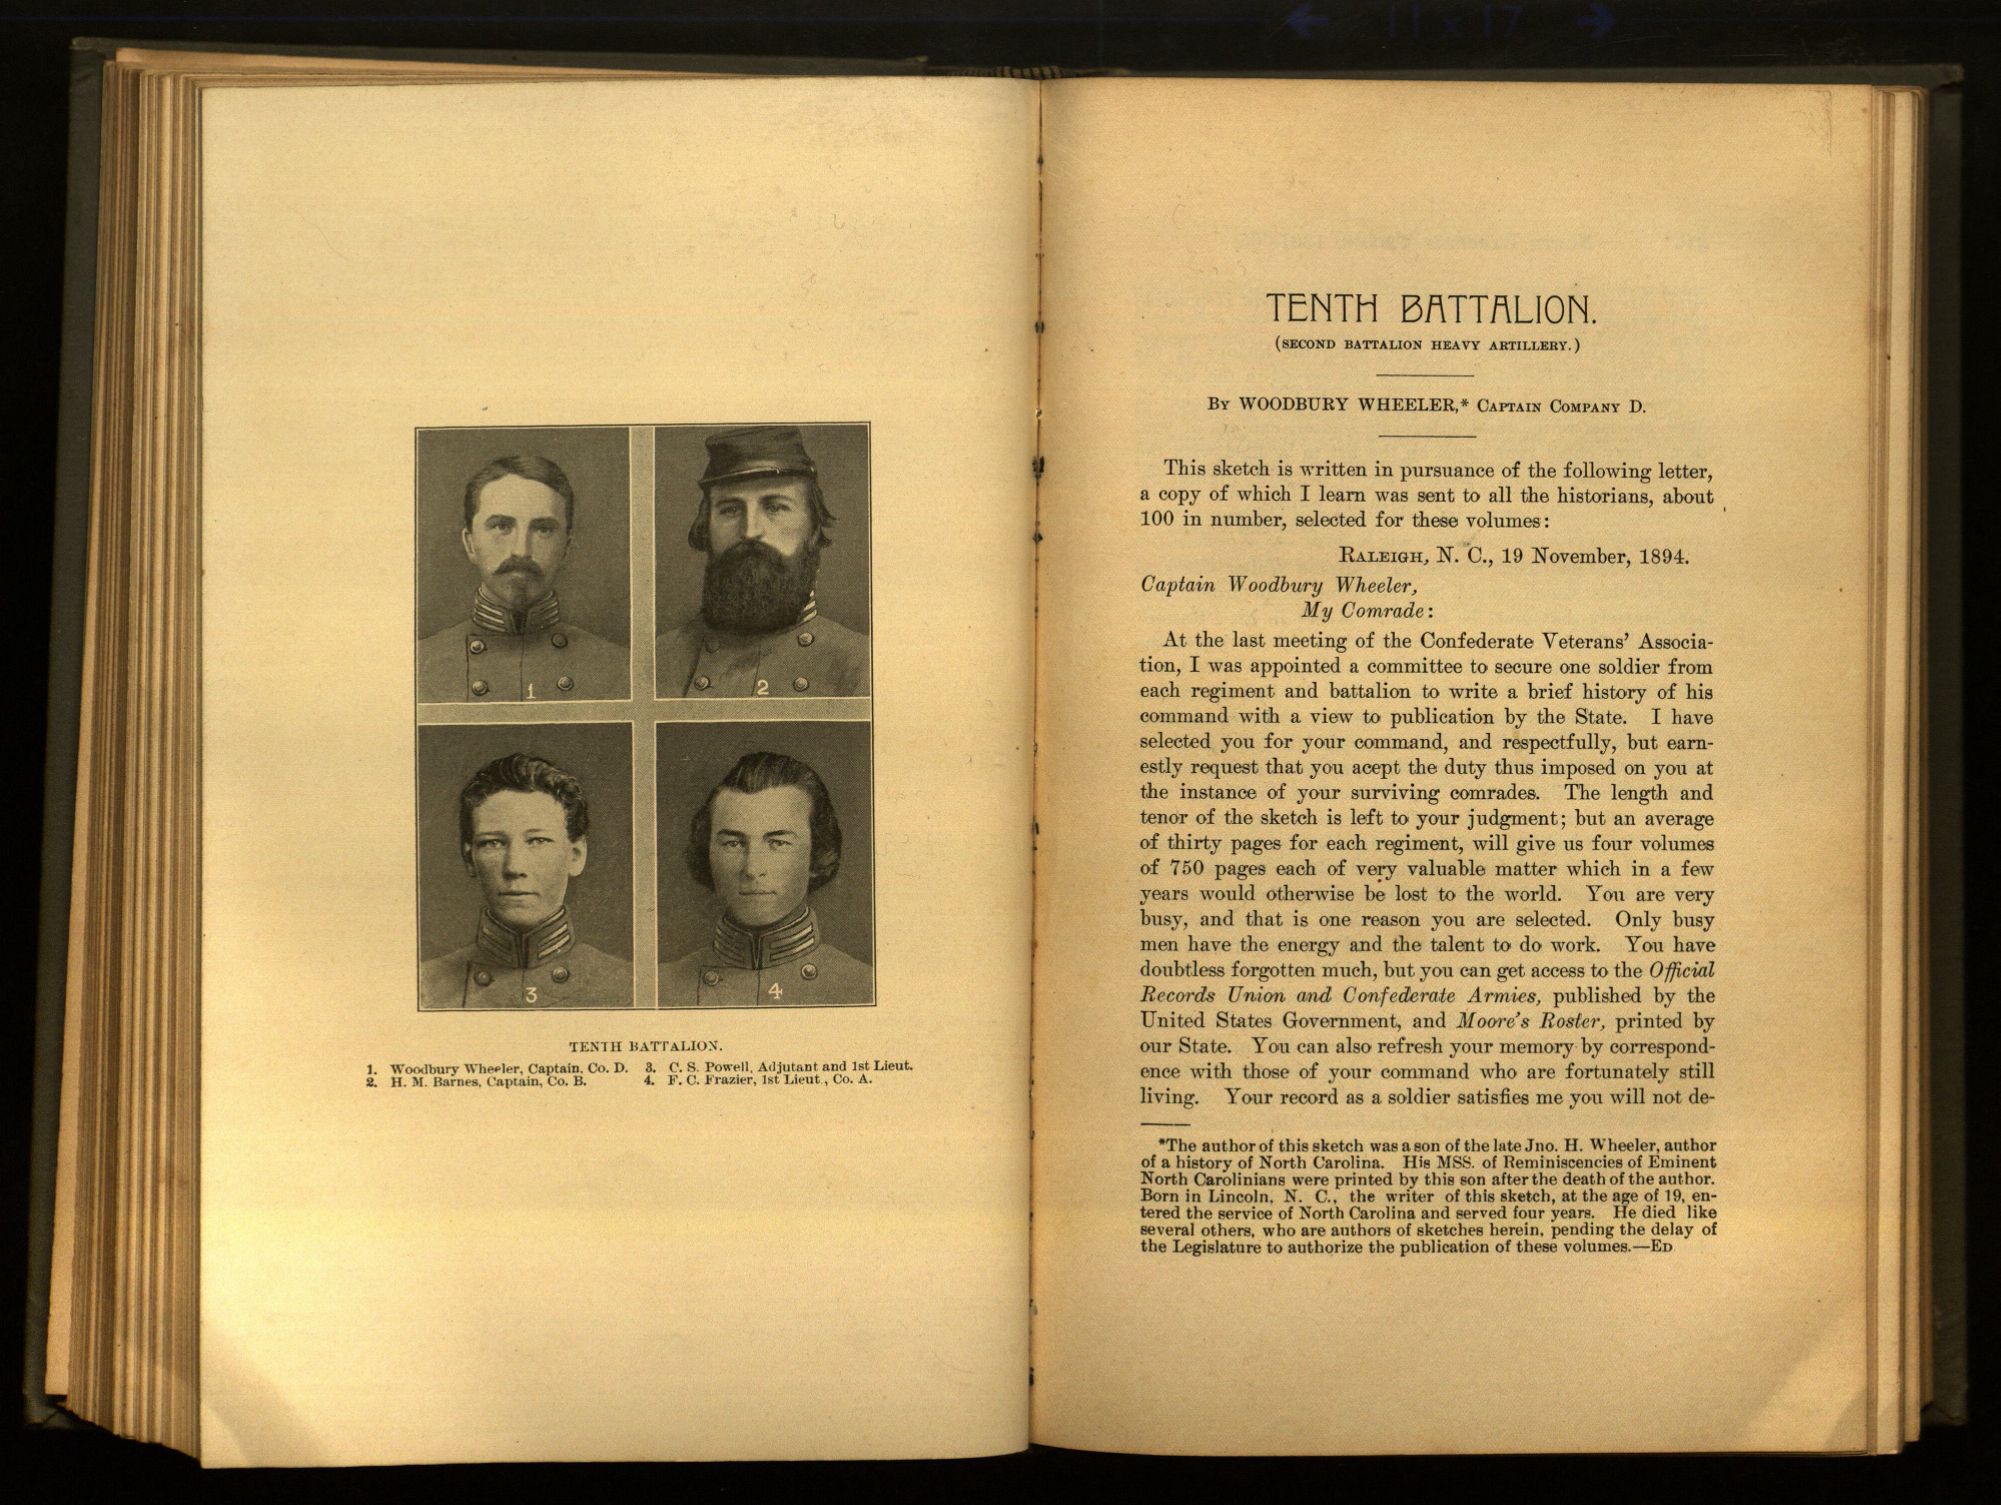 ← 11 x 17 →
1
2
3
4
TENTH BATTALION.
1. Woodbury Wheeler, Captain, Co. D.
2. H. M. Barnes, Captain, Co. B.
3. C. S. Powell, Adjutant and 1st Lieut.
4. F. C. Frazier, 1st Lieut., Co. A.
TENTH BATTALION.
(SECOND BATTALION HEAVY ARTILLERY.)
By WOODBURY WHEELER,* Captain Company D.
This sketch is written in pursuance of the following letter,
a copy of which I learn was sent to all the historians, about
100 in number, selected for these volumes:
Raleigh, N. C., 19 November, 1894.
Captain Woodbury Wheeler,
My Comrade:
At the last meeting of the Confederate Veterans' Associa-
tion, I was appointed a committee to secure one soldier from
each regiment and battalion to write a brief history of his
command with a view to publication by the State. I have
selected you for your command, and respectfully, but earn-
estly request that you acept the duty thus imposed on you at
the instance of your surviving comrades. The length and
tenor of the sketch is left to your judgment; but an average
of thirty pages for each regiment, will give us four volumes
of 750 pages each of very valuable matter which in a few
years would otherwise be lost to the world. You are very
busy, and that is one reason you are selected. Only busy
men have the energy and the talent to do work. You have
doubtless forgotten much, but you can get access to the Official
Records Union and Confederate Armies, published by the
United States Government, and Moore's Roster, printed by
our State. You can also refresh your memory by correspond-
ence with those of your command who are fortunately still
living. Your record as a soldier satisfies me you will not de-
*The author of this sketch was a son of the late Jno. H. Wheeler, author
of a history of North Carolina. His MSS. of Reminiscencies of Eminent
North Carolinians were printed by this son after the death of the author.
Born in Lincoln, N. C., the writer of this sketch, at the age of 19, en-
tered the service of North Carolina and served four years. He died like
several others, who are authors of sketches herein, pending the delay of
the Legislature to authorize the publication of these volumes.—Ed